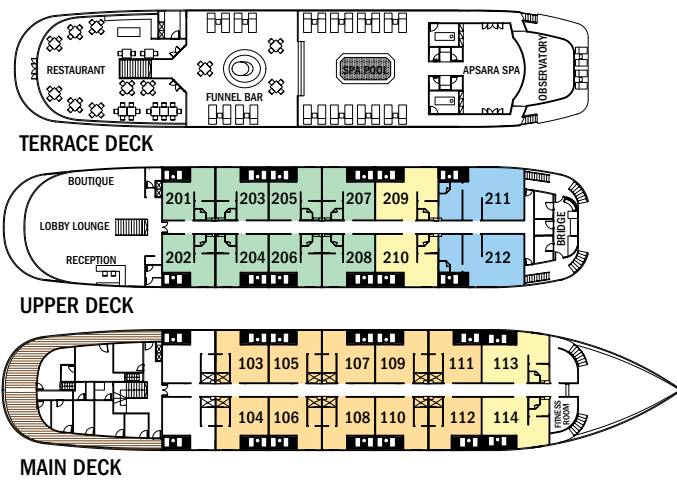 RESTAURANT
FUNNEL BAR
SPA POOL
APSARA SPA
OBSERVATORY
TERRACE DECK
BOUTIQUE
LOBBY LOUNGE
RECEPTION
201 203 205 207 209 211
202 204 206 208 210 212
BRIDGE
UPPER DECK
103 105 107 109 111 113
104 106 108 110 112 114
FITNESS
ROOM
MAIN DECK